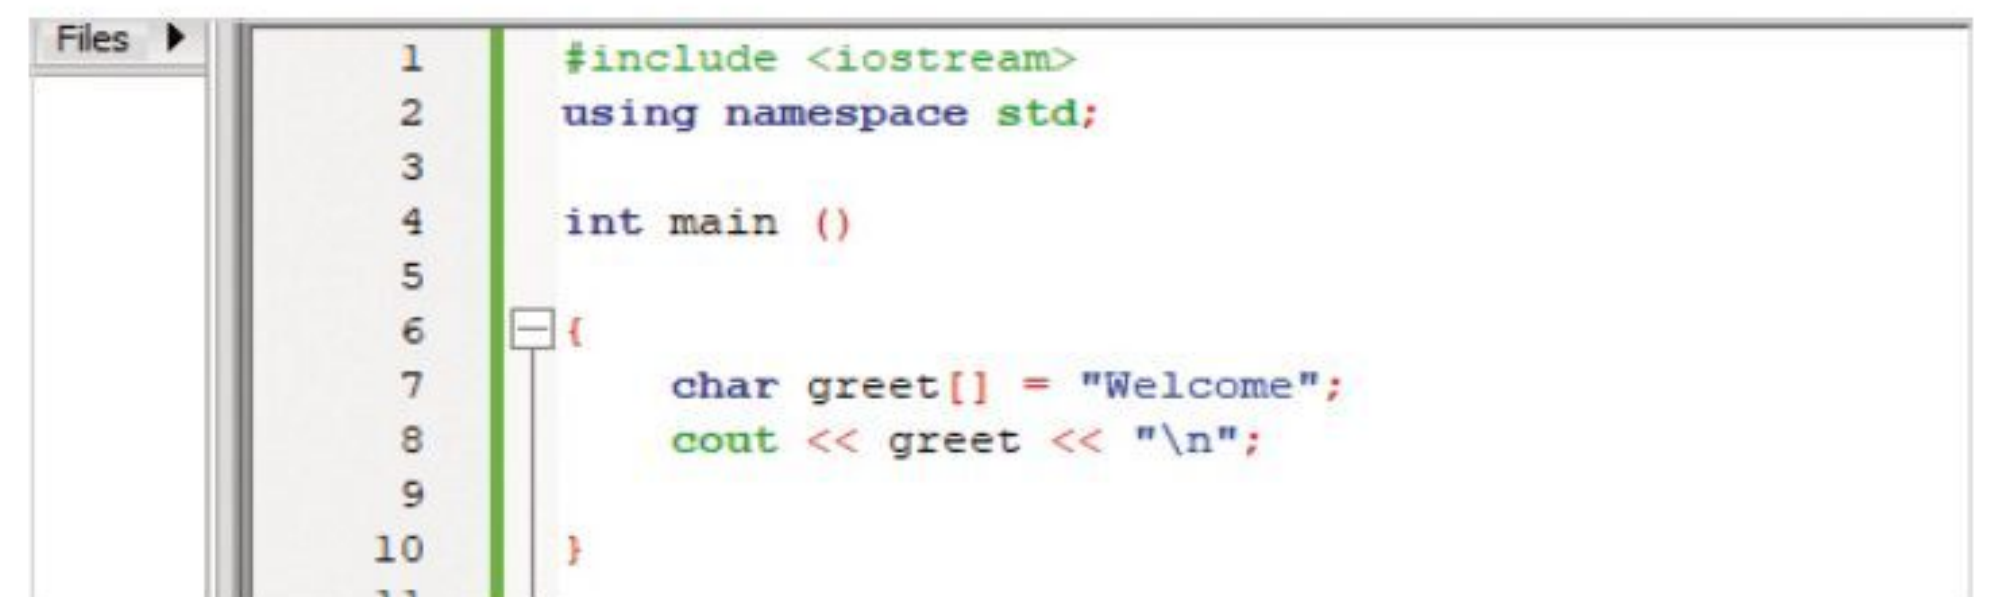 Files
1 #include <iostream>
2 using namespace std;
3
4 int main ()
5
6 {
7 char greet[] = "Welcome";
8 cout << greet << "\n";
9
10 }